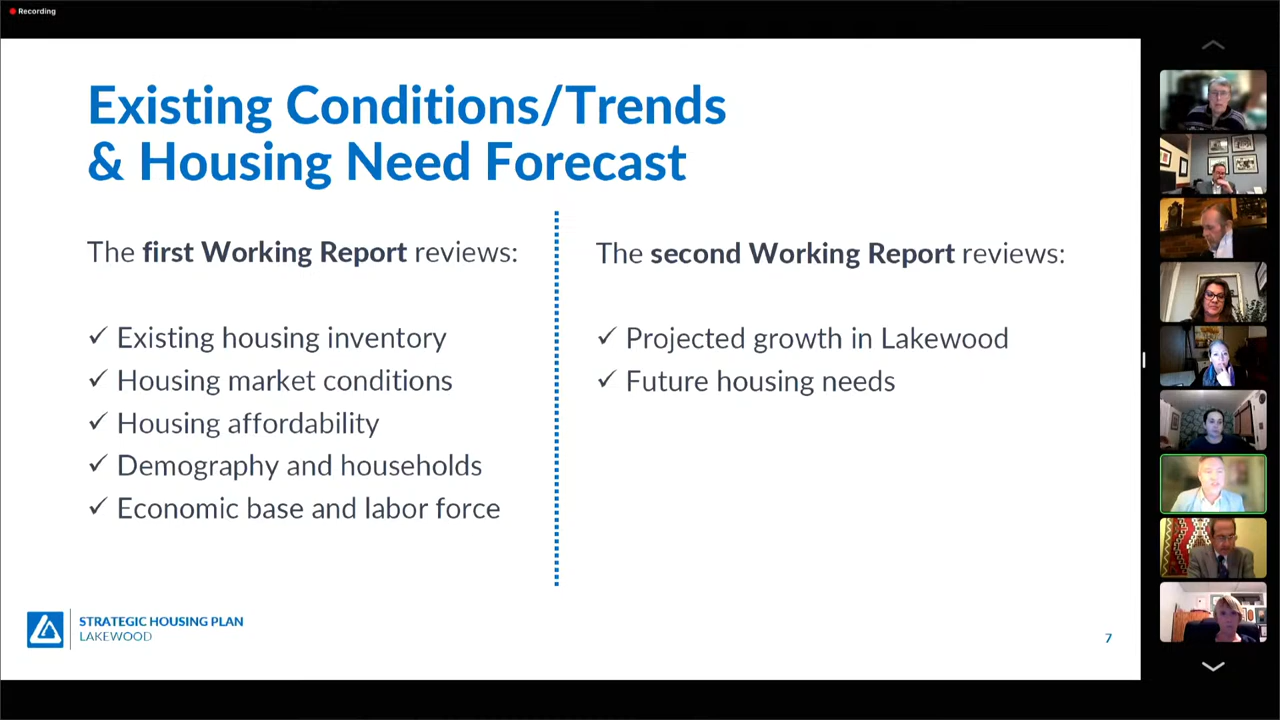 Recording
Existing Conditions/Trends
& Housing Need Forecast
The first Working Report reviews:
✓ Existing housing inventory
✓ Housing market conditions
✓ Housing affordability
✓ Demography and households
✓ Economic base and labor force
The second Working Report reviews:
✓ Projected growth in Lakewood
✓ Future housing needs
STRATEGIC HOUSING PLAN
LAKEWOOD
7